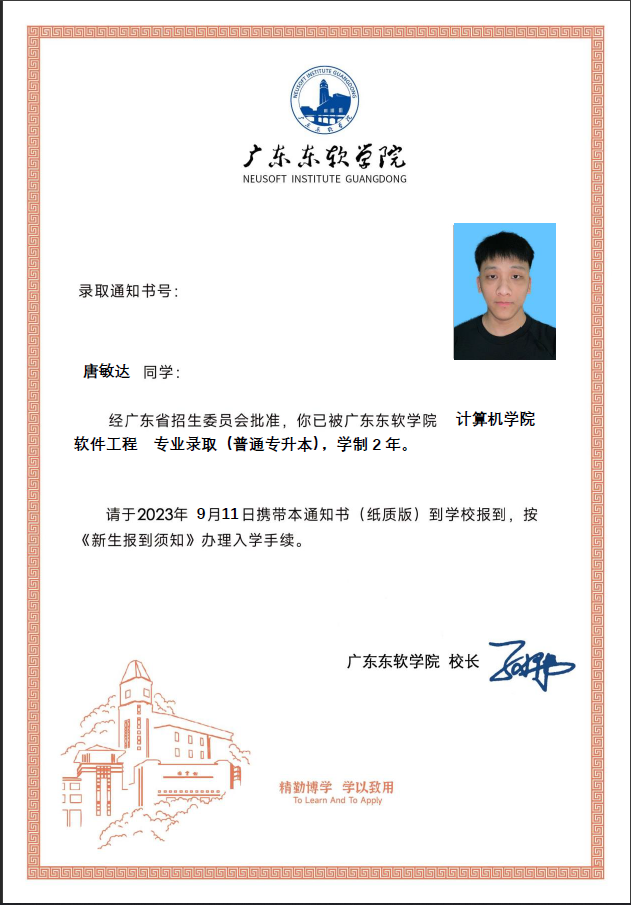 NEUSOFT INSTITUTE GUANGDONG
广东东软学院
广东东软学院
NEUSOFT INSTITUTE GUANGDONG
录取通知书号：
唐敏达 同学：
经广东省招生委员会批准，你已被广东东软学院 计算机学院
软件工程 专业录取（普通专升本），学制2年。
请于2023年 9月11日携带本通知书（纸质版）到学校报到，按
《新生报到须知》办理入学手续。
广东东软学院 校长
精勤博学 学以致用
To Learn And To Apply